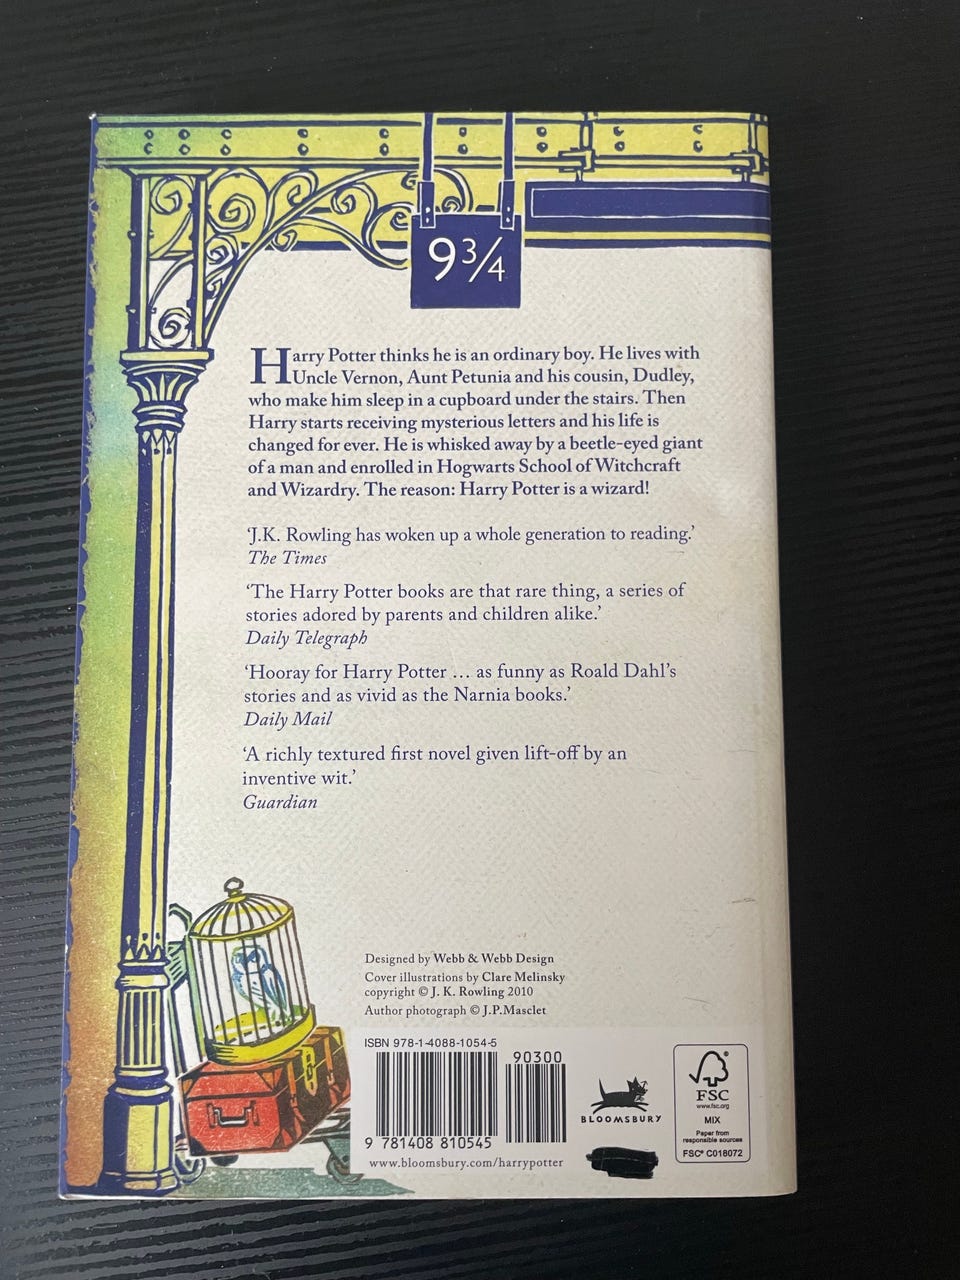 9 3/4
Harry Potter thinks he is an ordinary boy. He lives with
Uncle Vernon, Aunt Petunia and his cousin, Dudley,
who make him sleep in a cupboard under the stairs. Then
Harry starts receiving mysterious letters and his life is
changed for ever. He is whisked away by a beetle-eyed giant
of a man and enrolled in Hogwarts School of Witchcraft
and Wizardry. The reason: Harry Potter is a wizard!
‘J.K. Rowling has woken up a whole generation to reading.’
The Times
‘The Harry Potter books are that rare thing, a series of
stories adored by parents and children alike.’
Daily Telegraph
‘Hooray for Harry Potter … as funny as Roald Dahl’s
stories and as vivid as the Narnia books.’
Daily Mail
‘A richly textured first novel given lift-off by an
inventive wit.’
Guardian
Designed by Webb & Webb Design
Cover illustrations by Clare Melinsky
copyright © J. K. Rowling 2010
Author photograph © J.P.Masclet
ISBN 978-1-4088-1054-5
90300
9 781408 810545
www.bloomsbury.com/harrypotter
BLOOMSBURY
FSC
www.fsc.org
MIX
Paper from
responsible sources
FSC® C018072